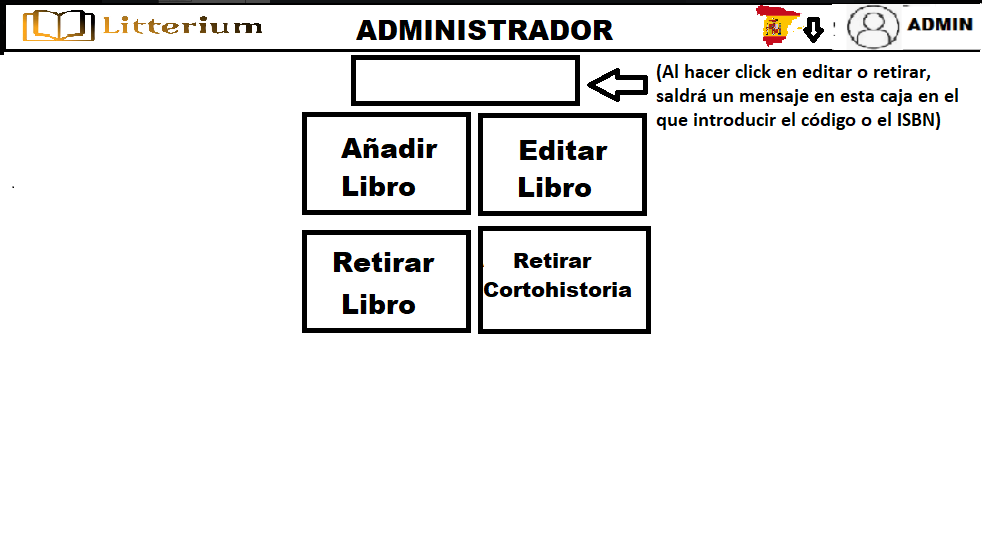 Litterium
ADMINISTRADOR
ADMIN
(Al hacer click en editar o retirar,
saldrá un mensaje en esta caja en el
que introducir el código o el ISBN)
Añadir
Libro
Editar
Libro
Retirar
Libro
Retirar
Cortohistoria